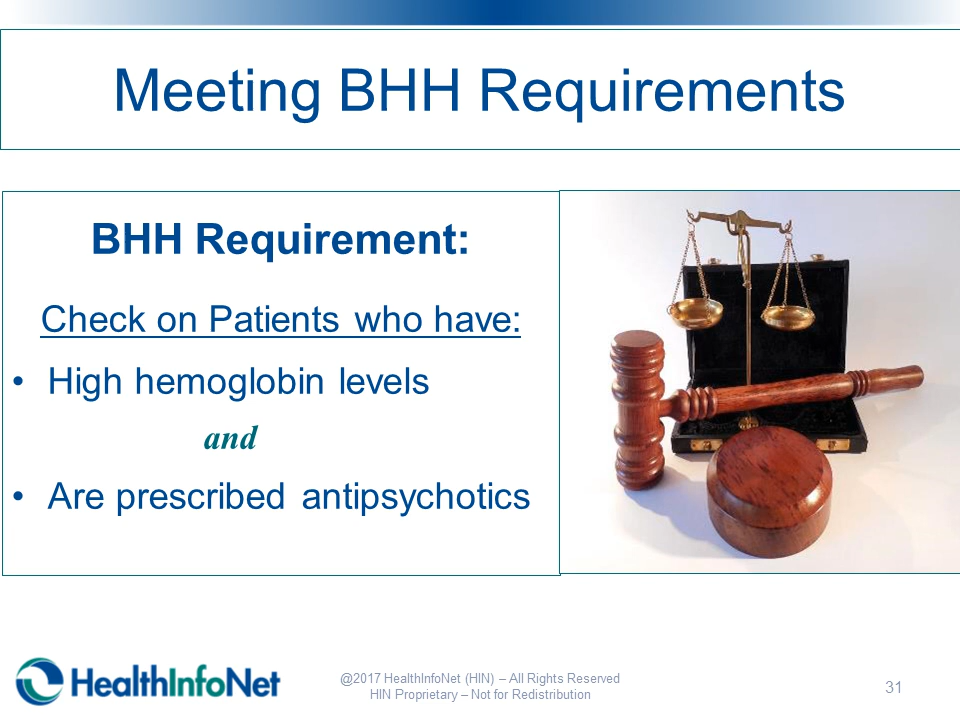 Meeting BHH Requirements
BHH Requirement:
Check on Patients who have:
• High hemoglobin levels
and
• Are prescribed antipsychotics
HealthInfoNet
@2017 HealthInfoNet (HIN) – All Rights Reserved
HIN Proprietary – Not for Redistribution
31